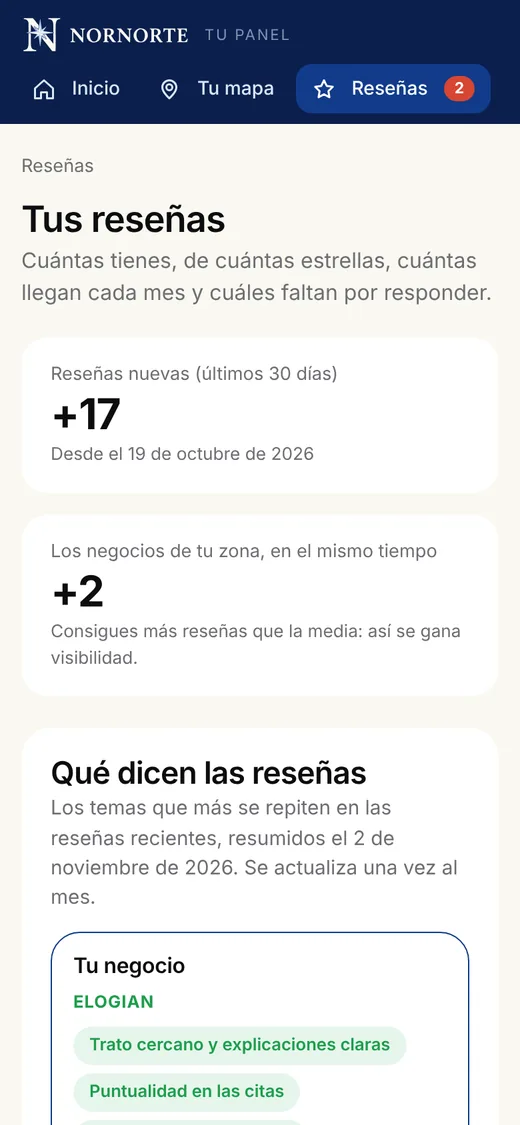 NORNORTE TU PANEL
Inicio Tu mapa Reseñas 2
Reseñas
Tus reseñas
Cuántas tienes, de cuántas estrellas, cuántas
llegan cada mes y cuáles faltan por responder.
Reseñas nuevas (últimos 30 días)
+17
Desde el 19 de octubre de 2026
Los negocios de tu zona, en el mismo tiempo
+2
Consigues más reseñas que la media: así se gana
visibilidad.
Qué dicen las reseñas
Los temas que más se repiten en las
reseñas recientes, resumidos el 2 de
noviembre de 2026. Se actualiza una vez al
mes.
Tu negocio
ELOGIAN
Trato cercano y explicaciones claras
Puntualidad en las citas